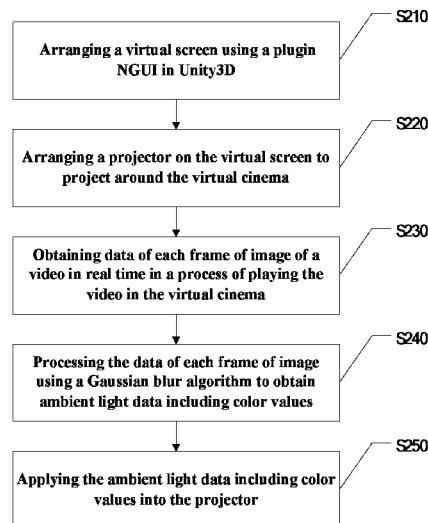 S210
Arranging a virtual screen using a plugin
NGUI in Unity3D
S220
Arranging a projector on the virtual screen to
project around the virtual cinema
S230
Obtaining data of each frame of image of a
video in real time in a process of playing the
video in the virtual cinema
S240
Processing the data of each frame of image
using a Gaussian blur algorithm to obtain
ambient light data including color values
S250
Applying the ambient light data including color
values into the projector